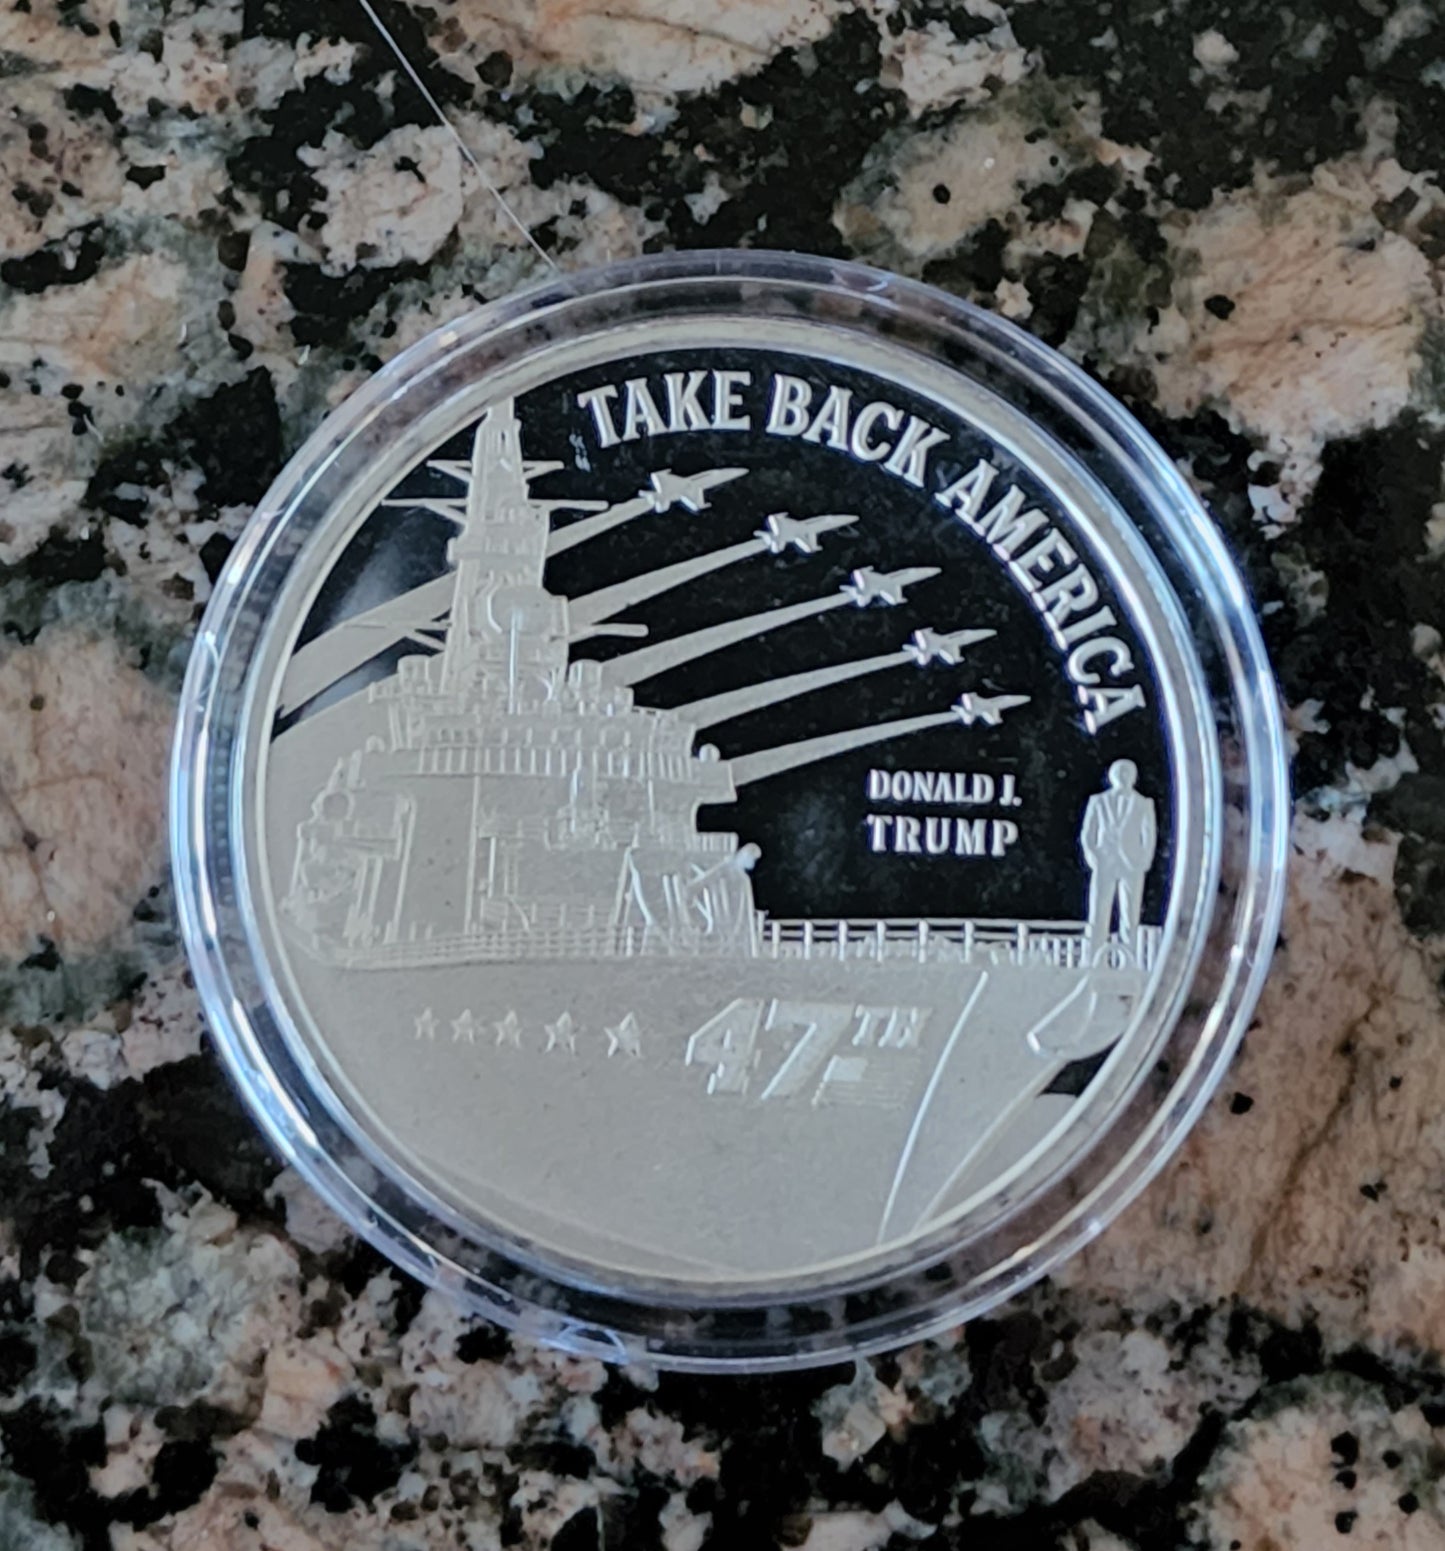 TAKE BACK AMERICA
DONALD J.
TRUMP
47TH